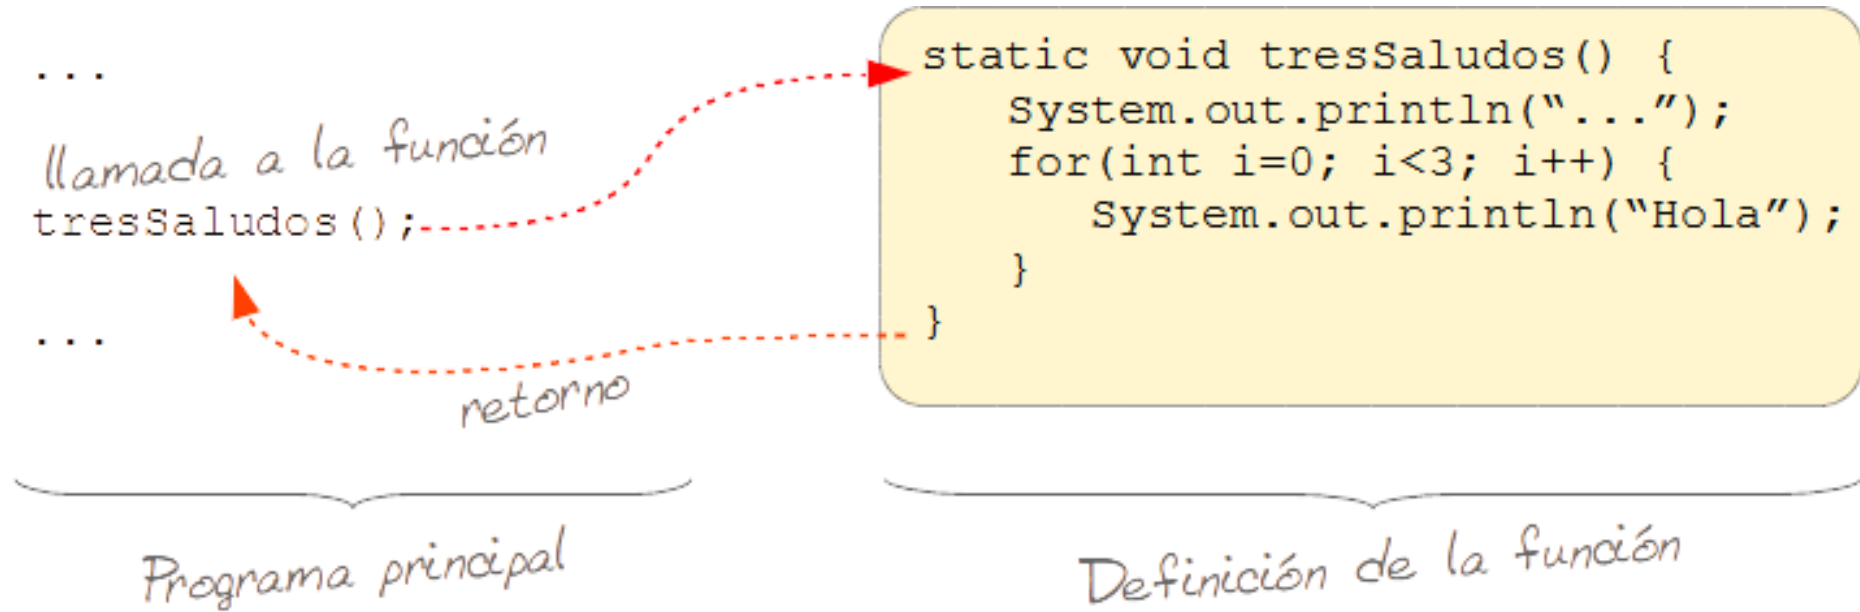 ...
llamada a la función
tresSaludos();
...
retorno
Programa principal
static void tresSaludos() {
System.out.println(“...”);
for(int i=0; i<3; i++) {
System.out.println(“Hola”);
}
}
Definición de la función